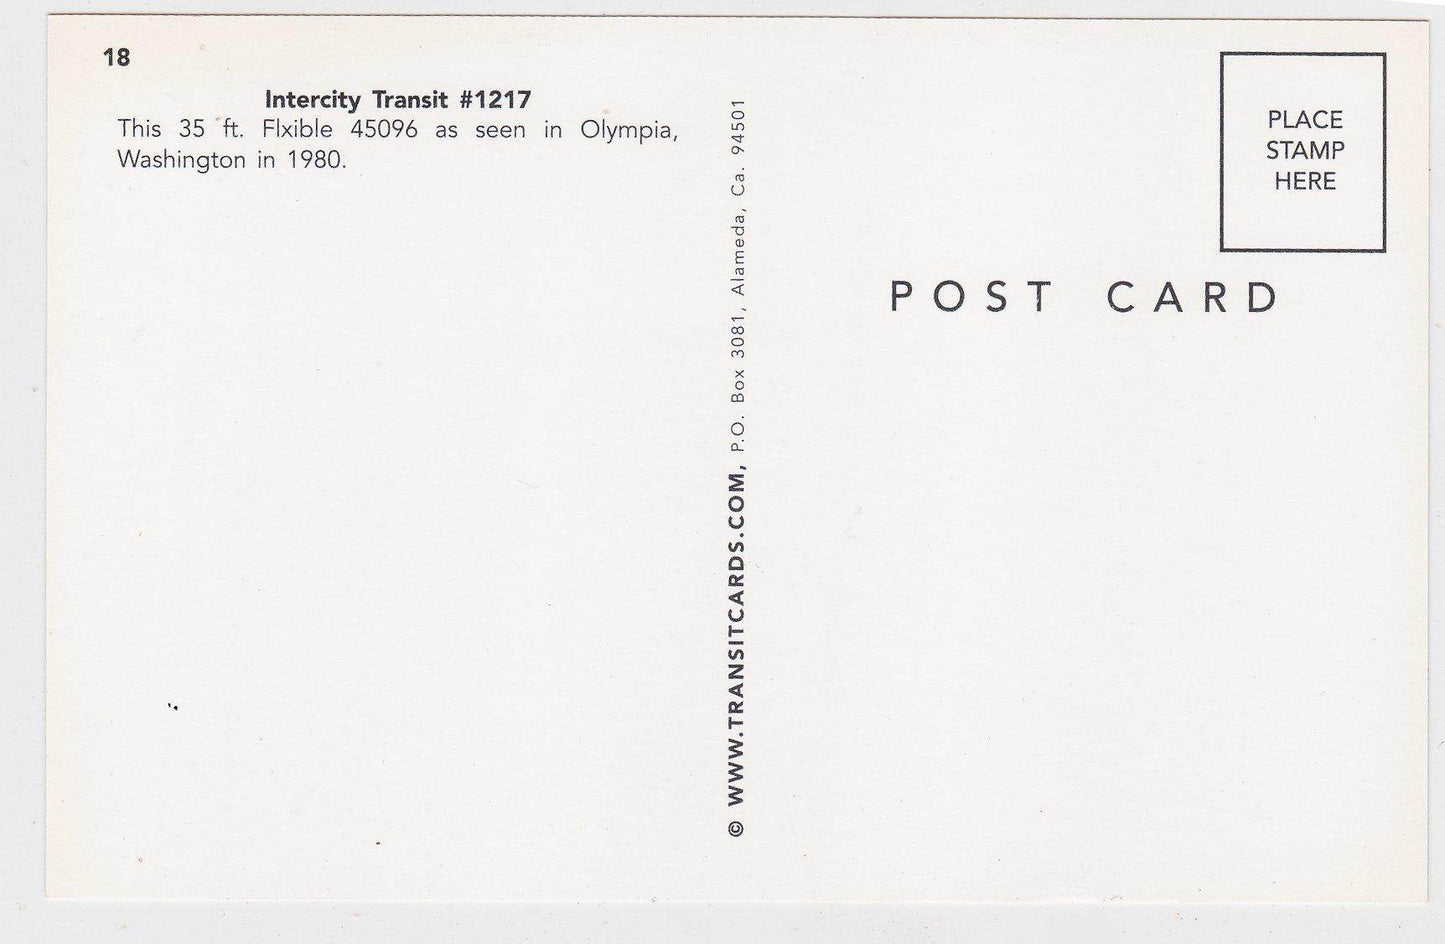 18
Intercity Transit #1217
This 35 ft. Flxible 45096 as seen in Olympia,
Washington in 1980.
© WWW.TRANSITCARDS.COM, P.O. Box 3081, Alameda, Ca. 94501
PLACE
STAMP
HERE
POST CARD